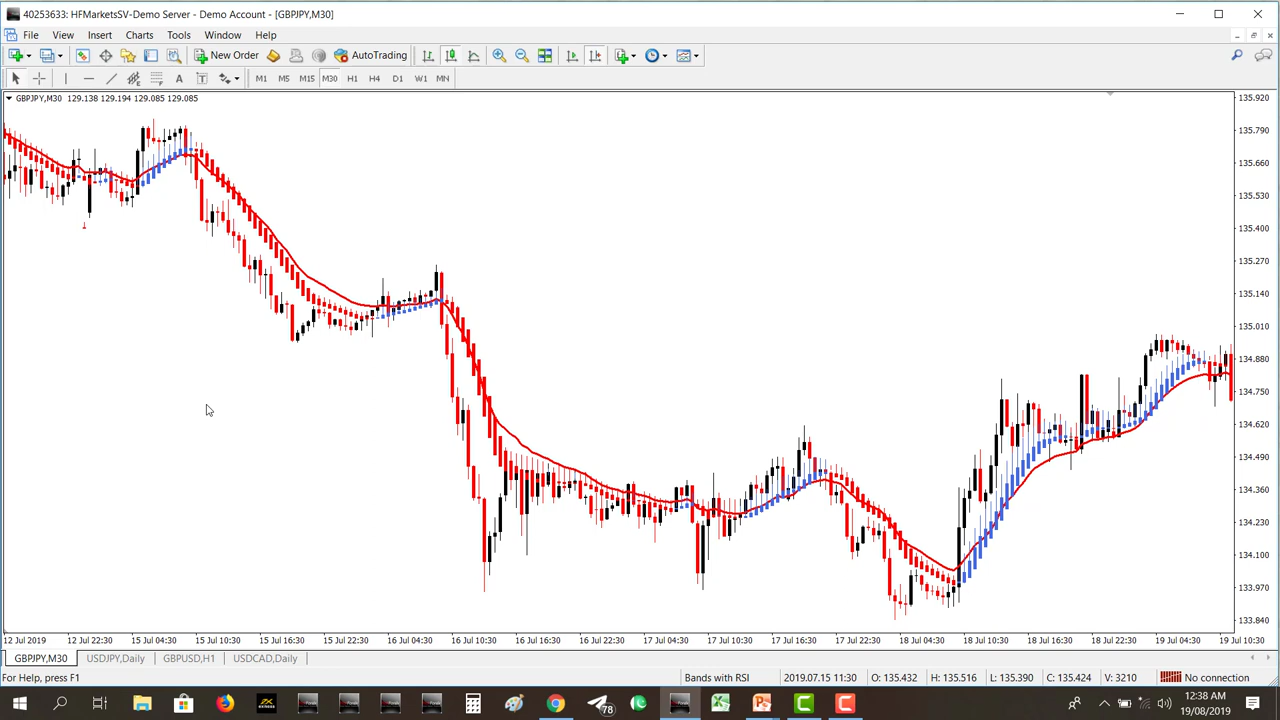 40253633: HFMarketsSV-Demo Server - Demo Account - [GBPJPY,M30]
File View Insert Charts Tools Window Help
New Order AutoTrading
A T M1 M5 M15 M30 H1 H4 D1 W1 MN
GBPJPY,M30 129.138 129.194 129.085 129.085
135.920
135.790
135.660
135.530
135.400
135.270
135.140
135.010
134.880
134.750
134.620
134.490
134.360
134.230
134.100
133.970
133.840
12 Jul 2019 12 Jul 22:30 15 Jul 04:30 15 Jul 10:30 15 Jul 16:30 15 Jul 22:30 16 Jul 04:30 16 Jul 10:30 16 Jul 16:30 16 Jul 22:30 17 Jul 04:30 17 Jul 10:30 17 Jul 16:30 17 Jul 22:30 18 Jul 04:30 18 Jul 10:30 18 Jul 16:30 18 Jul 22:30 19 Jul 04:30 19 Jul 10:30
GBPJPY,M30 USDJPY,Daily GBPUSD,H1 USDCAD,Daily
For Help, press F1 Bands with RSI 2019.07.15 11:30 O: 135.432 H: 135.516 L: 135.390 C: 135.424 V: 3210 No connection
78
12:38 AM
19/08/2019